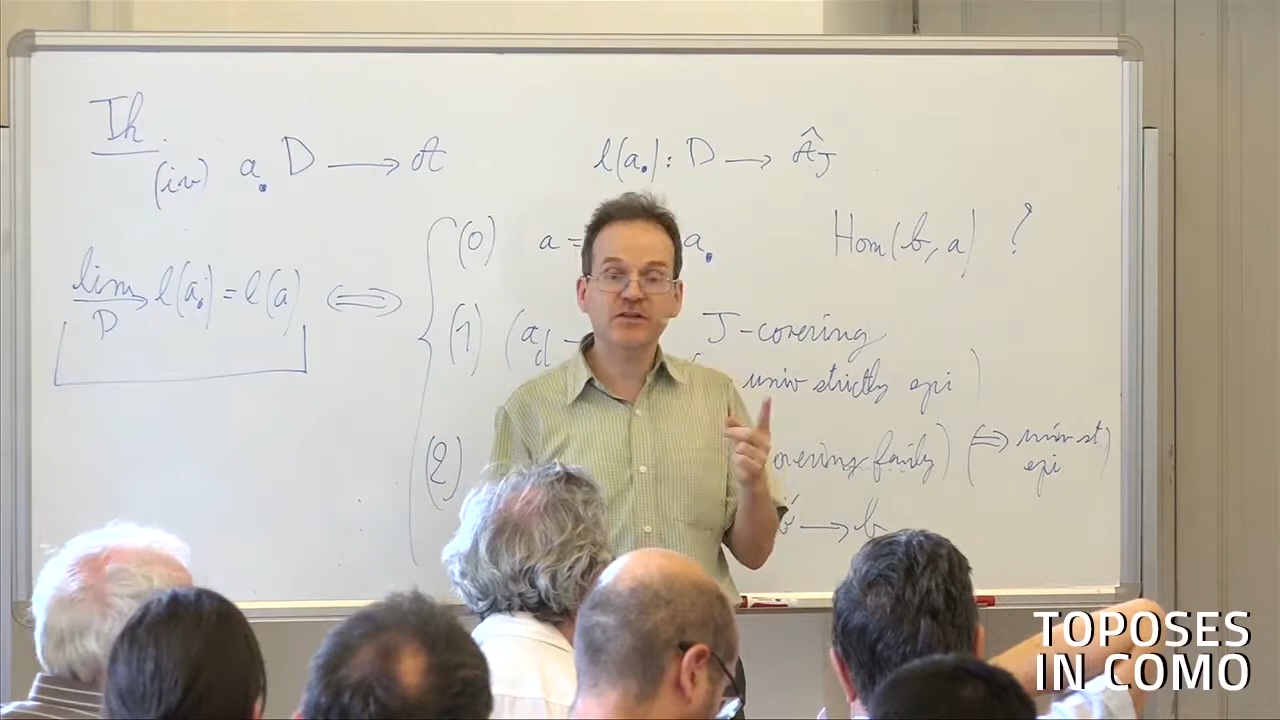 Th.
(iv) a. D ⟶ 𝒜 l(a.): D ⟶ Â_J
(0) a = a. Hom(b, a) ?
lim l(a.) = l(a) ⟺
D
(1) (a_d J-covering
univ strictly epi )
(2) covering family) (⟹ univ st
epi )
b' ⟶ b
TOPOSES
IN COMO